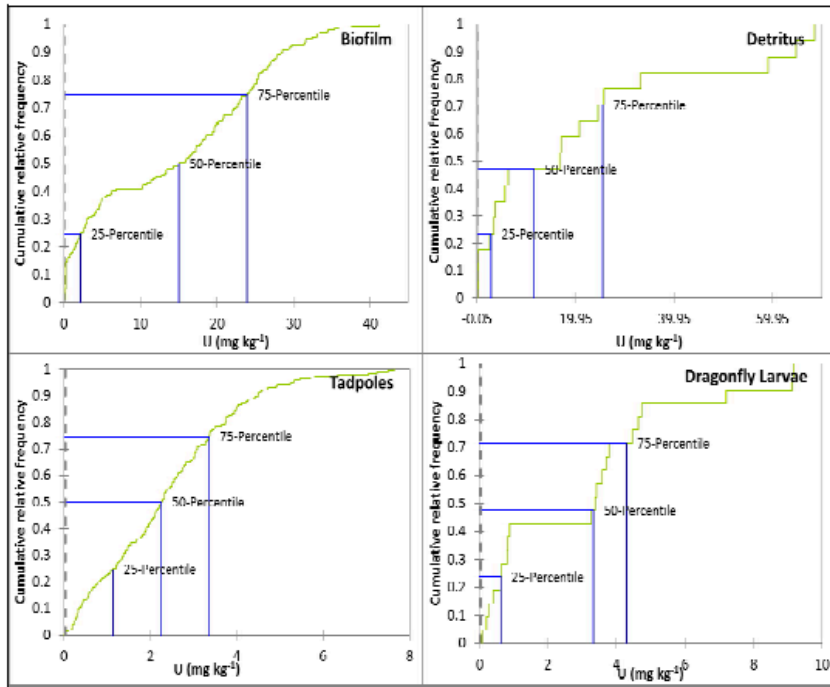 Biofilm
Cumulative relative frequency
1
0.9
0.8
0.7
0.6
0.5
0.4
0.3
0.2
0.1
0
75-Percentile
50-Percentile
25-Percentile
0 10 20 30 40
U (mg kg-1)
Detritus
Cumulative relative frequency
1
0.9
0.8
0.7
0.6
0.5
0.4
0.3
0.2
0.1
0
75-Percentile
50-Percentile
25-Percentile
-0.05 19.95 39.95 59.95
U (mg kg-1)
Tadpoles
Cumulative relative frequency
1
0.9
0.8
0.7
0.6
0.5
0.4
0.3
0.2
0.1
0
75-Percentile
50-Percentile
25-Percentile
0 2 4 6 8
U (mg kg-1)
Dragonfly Larvae
Cumulative relative frequency
1
0.9
0.8
0.7
0.6
0.5
0.4
0.3
0.2
0.1
0
75-Percentile
50-Percentile
25-Percentile
0 2 4 6 8 10
U (mg kg-1)